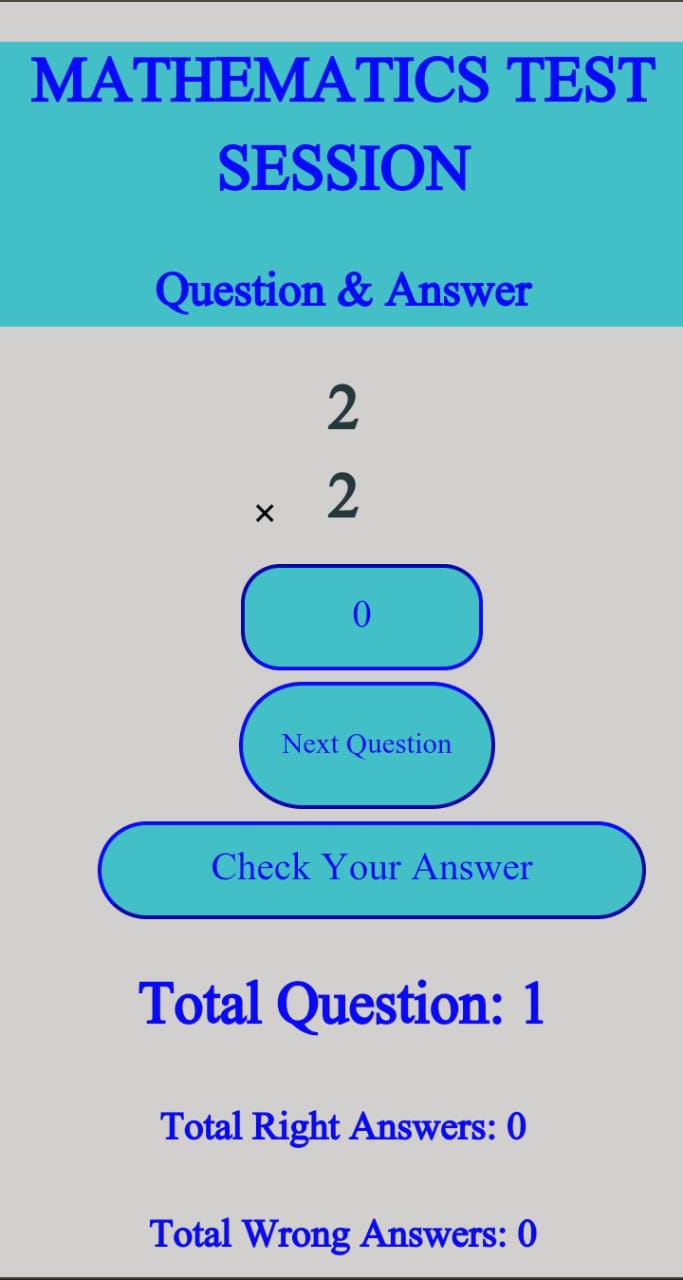 MATHEMATICS TEST
SESSION
Question & Answer
2
× 2
0
Next Question
Check Your Answer
Total Question: 1
Total Right Answers: 0
Total Wrong Answers: 0